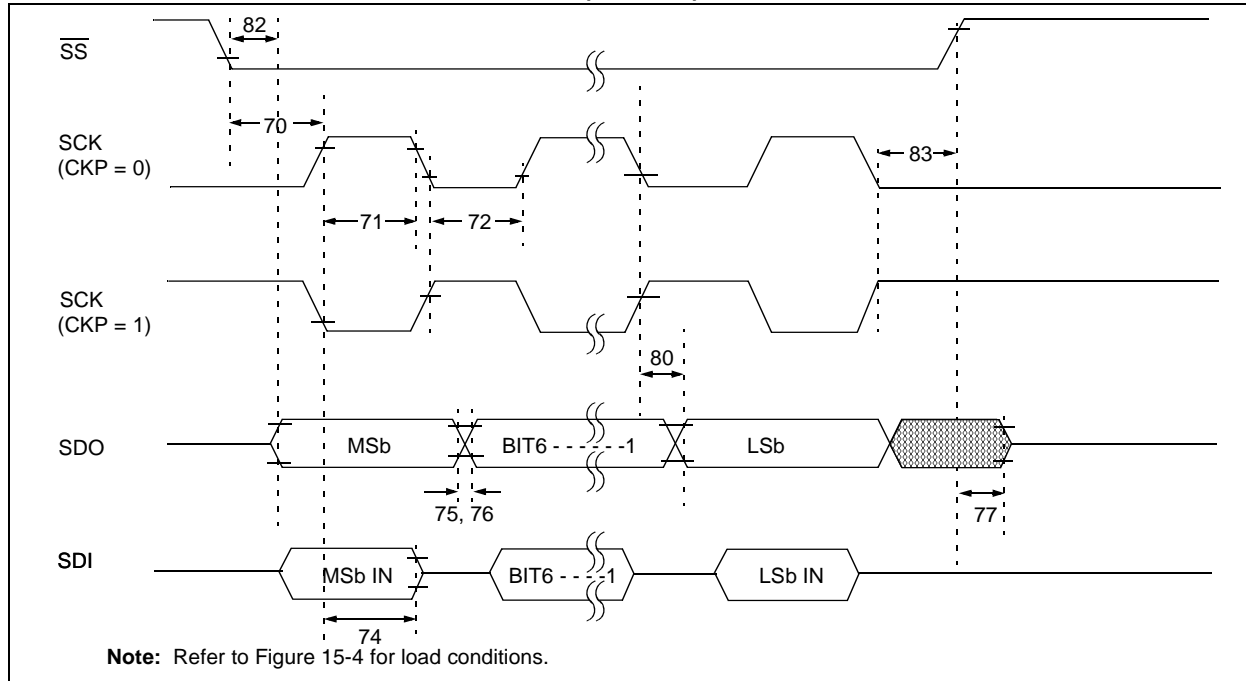 82
SS
70
SCK
(CKP = 0)
83
71
72
SCK
(CKP = 1)
80
SDO
MSb
BIT6 - - - - - -1
LSb
75, 76
77
SDI
MSb IN
BIT6 - - - -1
LSb IN
74
Note: Refer to Figure 15-4 for load conditions.